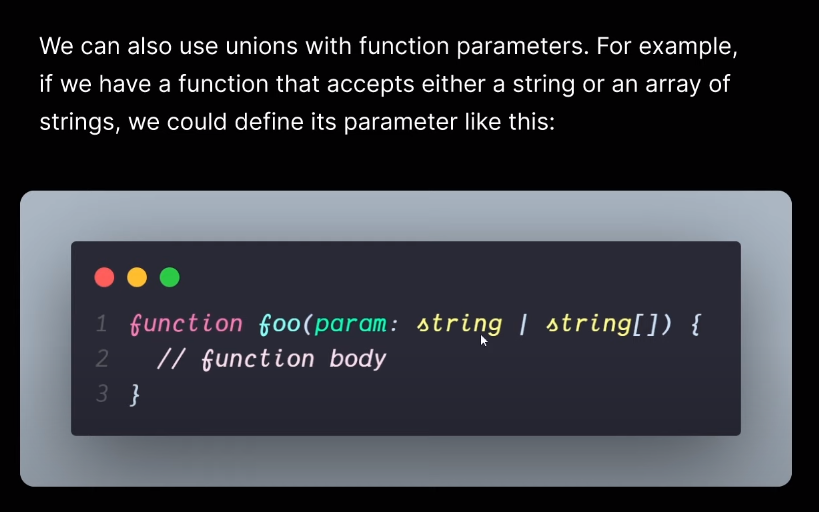 We can also use unions with function parameters. For example,
if we have a function that accepts either a string or an array of
strings, we could define its parameter like this:
1 function foo(param: string | string[]) {
2   // function body
3 }